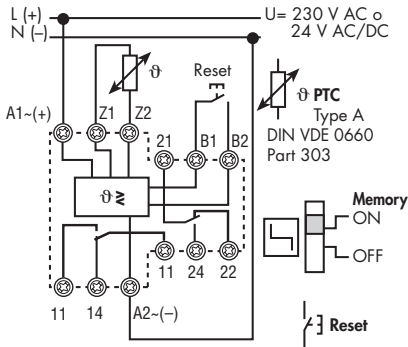 L (+)
N (–)
U= 230 V AC o
24 V AC/DC
ϑ
Reset
ϑ PTC
Type A
DIN VDE 0660
Part 303
A1~(+)
Z1
Z2
21
B1
B2
ϑ ≥
Memory
ON
OFF
11
24
22
11
14
A2~(–)
Reset